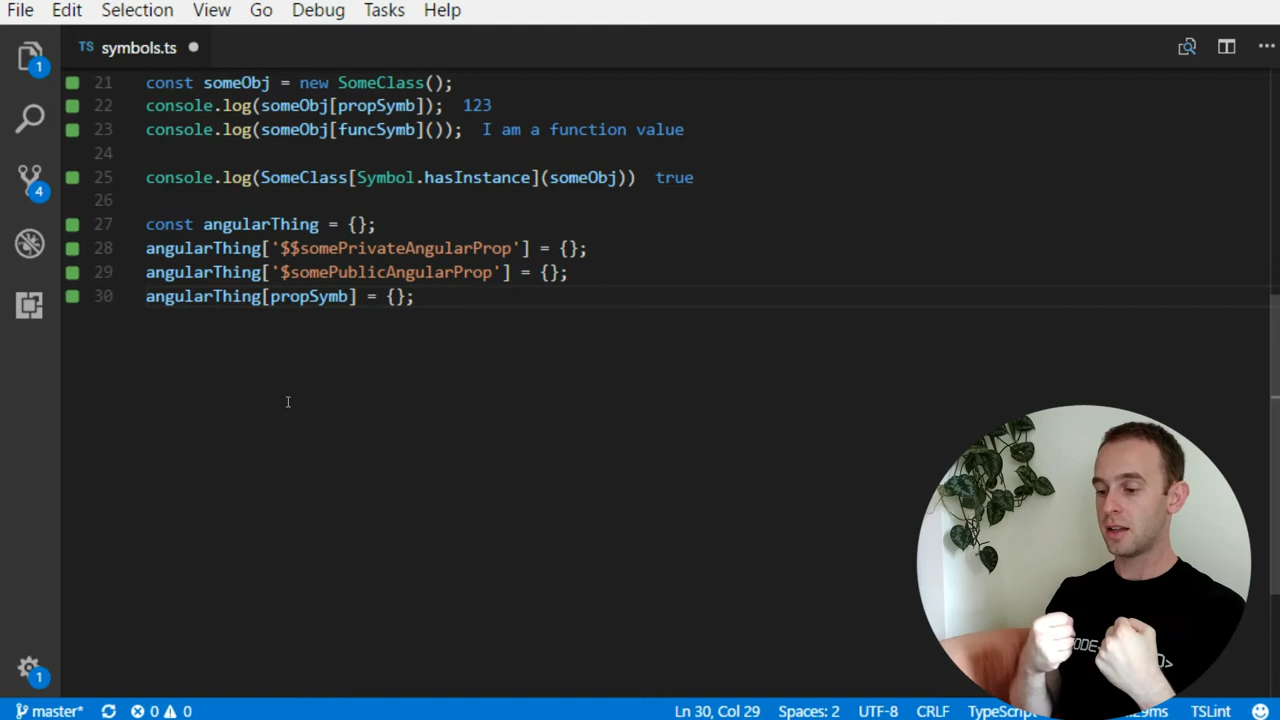 File Edit Selection View Go Debug Tasks Help
TS symbols.ts
1
4
1
21 const someObj = new SomeClass();
22 console.log(someObj[propSymb]); 123
23 console.log(someObj[funcSymb]()); I am a function value
24
25 console.log(SomeClass[Symbol.hasInstance](someObj)) true
26
27 const angularThing = {};
28 angularThing['$$somePrivateAngularProp'] = {};
29 angularThing['$somePublicAngularProp'] = {};
30 angularThing[propSymb] = {};
master* 0 0 Ln 30, Col 29 Spaces: 2 UTF-8 CRLF TSLint